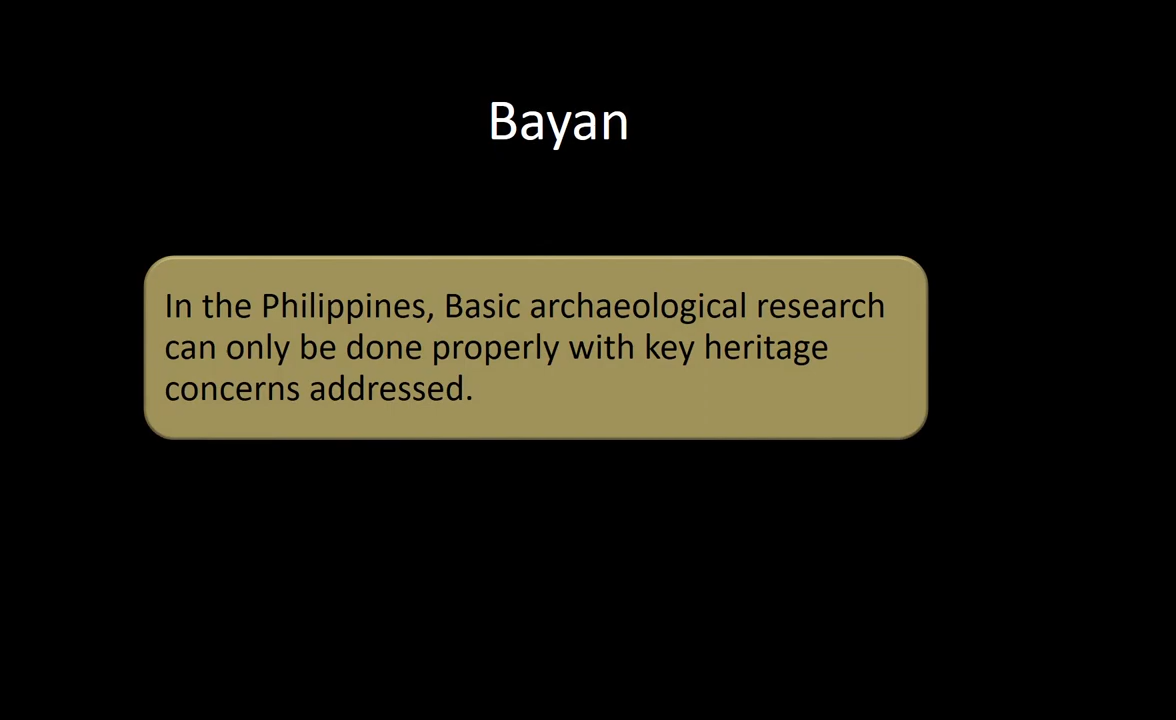 Bayan
In the Philippines, Basic archaeological research
can only be done properly with key heritage
concerns addressed.